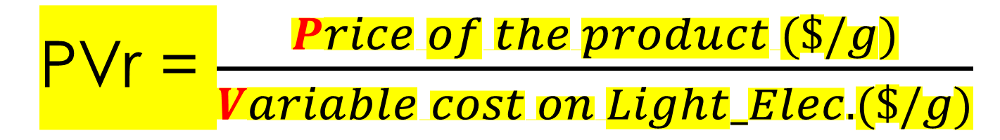 Price of the product ($/g)
PVr =
Variable cost on Light_Elec.($/g)